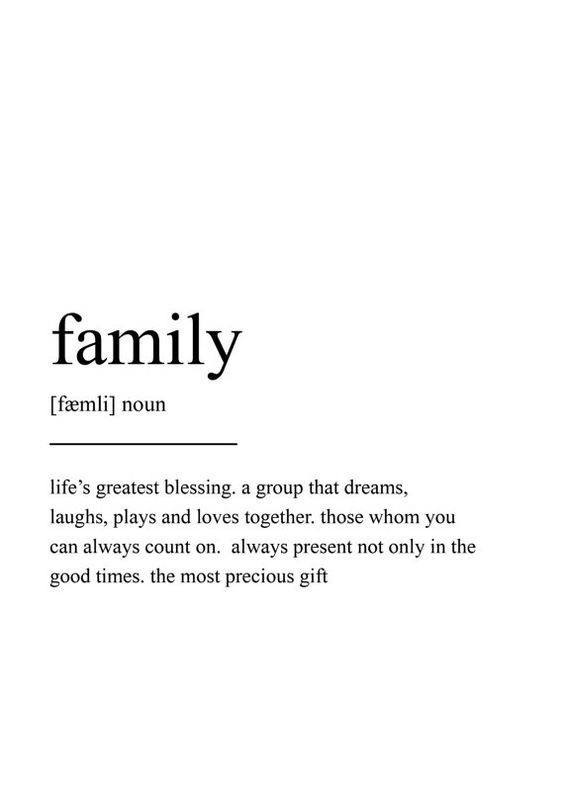 family
[fæmli] noun
life’s greatest blessing. a group that dreams,
laughs, plays and loves together. those whom you
can always count on.  always present not only in the
good times. the most precious gift